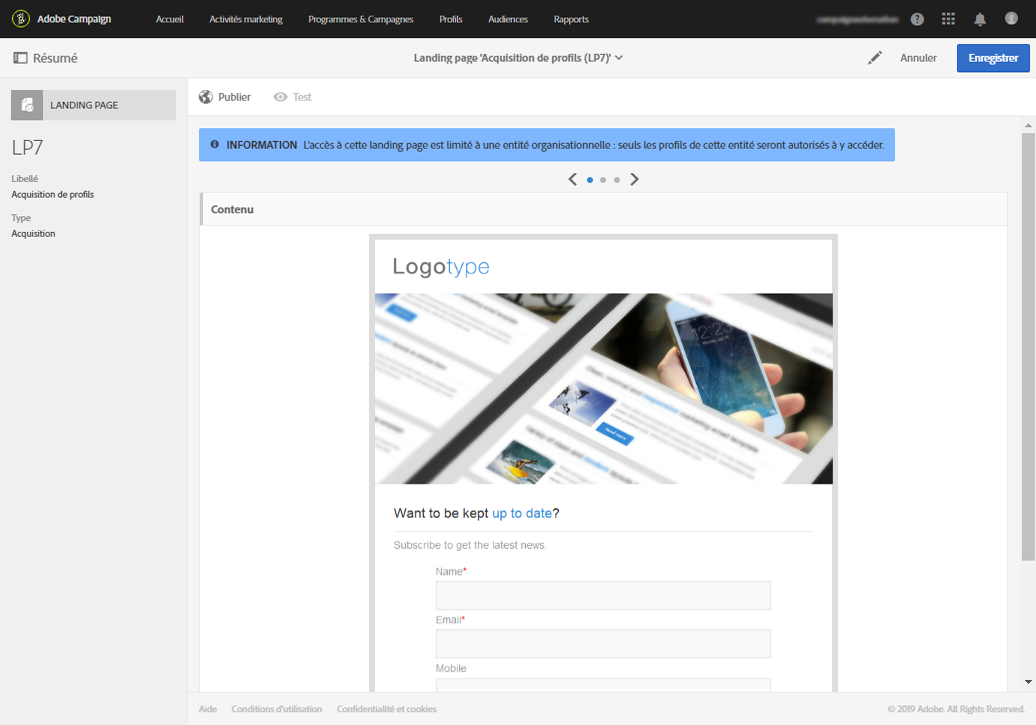 Adobe Campaign Accueil Activités marketing Programmes & Campagnes Profils Audiences Rapports
Résumé Landing page 'Acquisition de profils (LP7)' Annuler Enregistrer
LANDING PAGE
LP7
Libellé
Acquisition de profils
Type
Acquisition
Publier Test
INFORMATION L'accès à cette landing page est limité à une entité organisationnelle : seuls les profils de cette entité seront autorisés à y accéder.
Contenu
Logotype
12:23
Read more
Want to be kept up to date?
Subscribe to get the latest news.
Name*
Email*
Mobile
Aide Conditions d'utilisation Confidentialité et cookies © 2019 Adobe. All Rights Reserved.